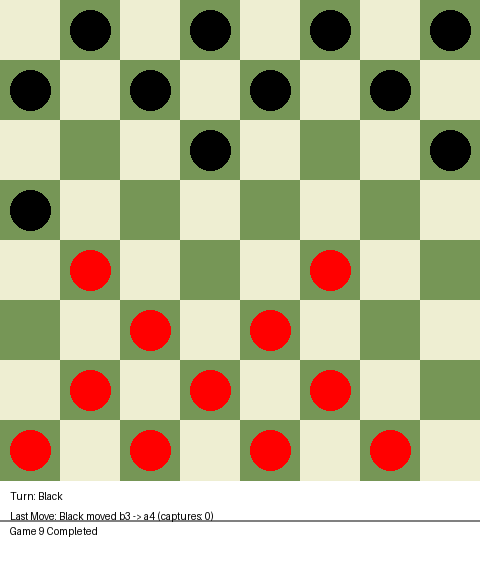 Turn: Black
Last Move: Black moved b3 -> a4 (captures: 0)
Game 9 Completed